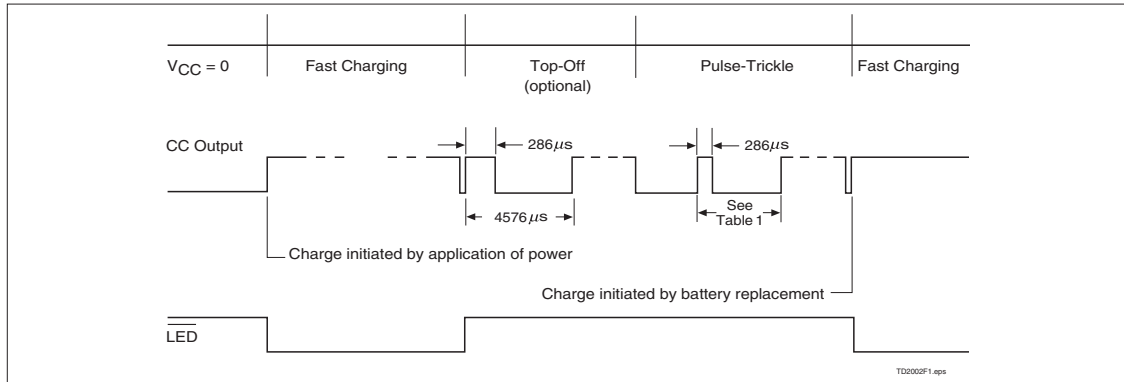 VCC = 0 Fast Charging Top-Off Pulse-Trickle Fast Charging
(optional)
CC Output
286µs 286µs
4576µs See
Table 1
Charge initiated by application of power
Charge initiated by battery replacement
LED
TD2002F1.eps